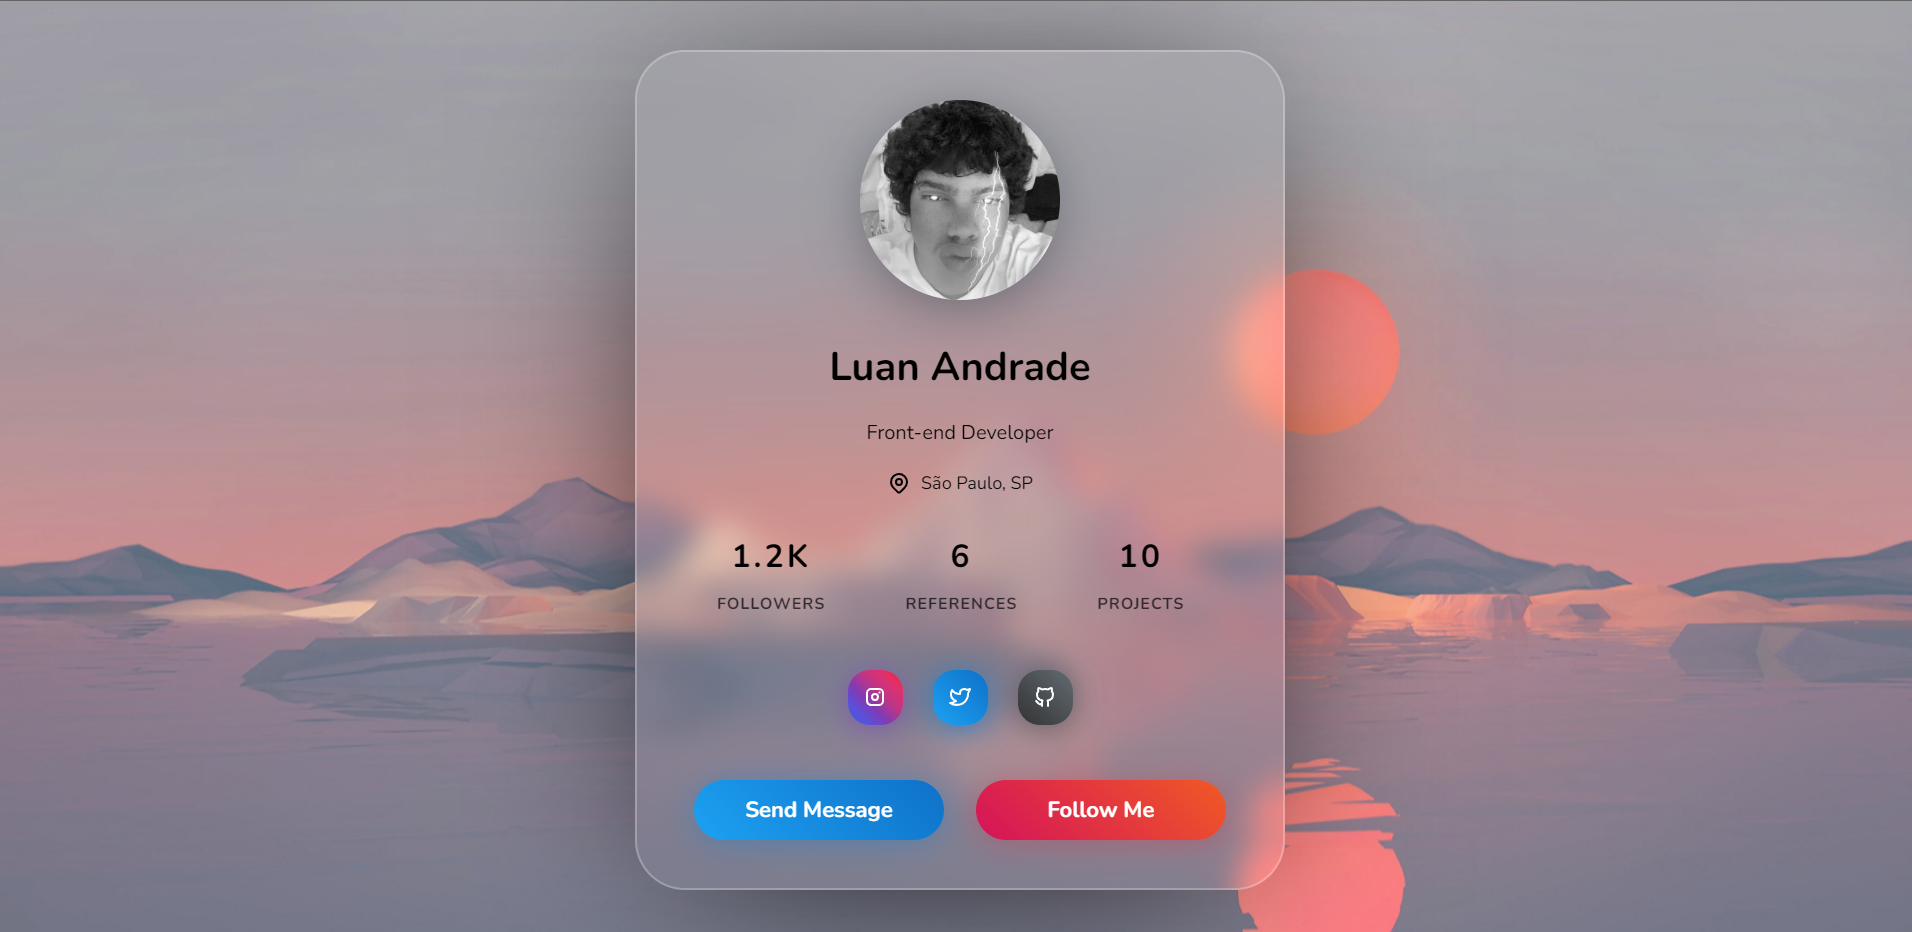 Luan Andrade
Front-end Developer
São Paulo, SP
1.2K
6
10
FOLLOWERS
REFERENCES
PROJECTS
Send Message
Follow Me